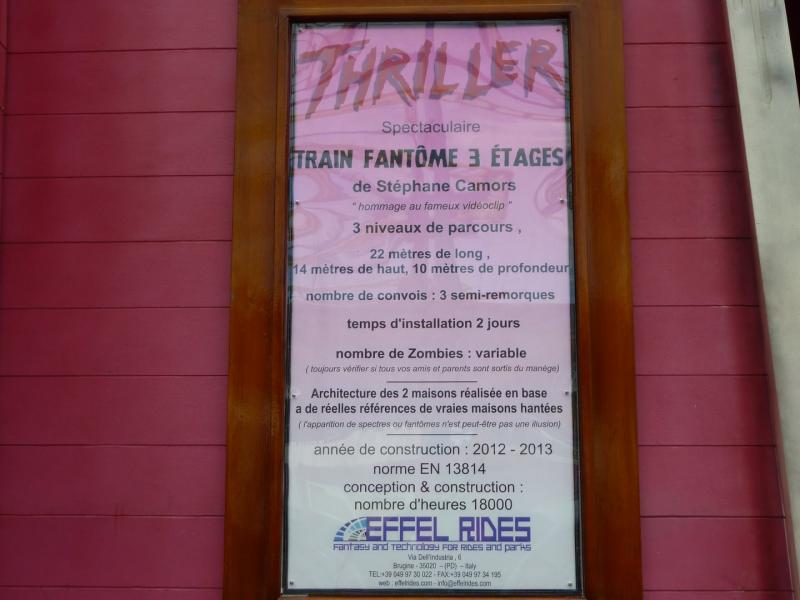 THRILLER
Spectaculaire
TRAIN FANTÔME 3 ÉTAGES
de Stéphane Camors
" hommage au fameux vidéoclip "
3 niveaux de parcours ,
22 mètres de long ,
14 mètres de haut, 10 mètres de profondeur
nombre de convois : 3 semi-remorques
temps d'installation 2 jours
nombre de Zombies : variable
( toujours vérifier si tous vos amis et parents sont sortis du manège)
Architecture des 2 maisons réalisée en base
a de réelles références de vraies maisons hantées
( l'apparition de spectres ou fantômes n'est peut-être pas une illusion)
année de construction : 2012 - 2013
norme EN 13814
conception & construction :
nombre d'heures 18000
EFFEL RIDES
Fantasy and technology for rides and parks
Via Dell'industria , 6
Brugine - 35020 – (PD) – Italy
TEL:+39 049 97 30 022 - FAX:+39 049 97 34 195
web : effelrides.com - info@effelrides.com